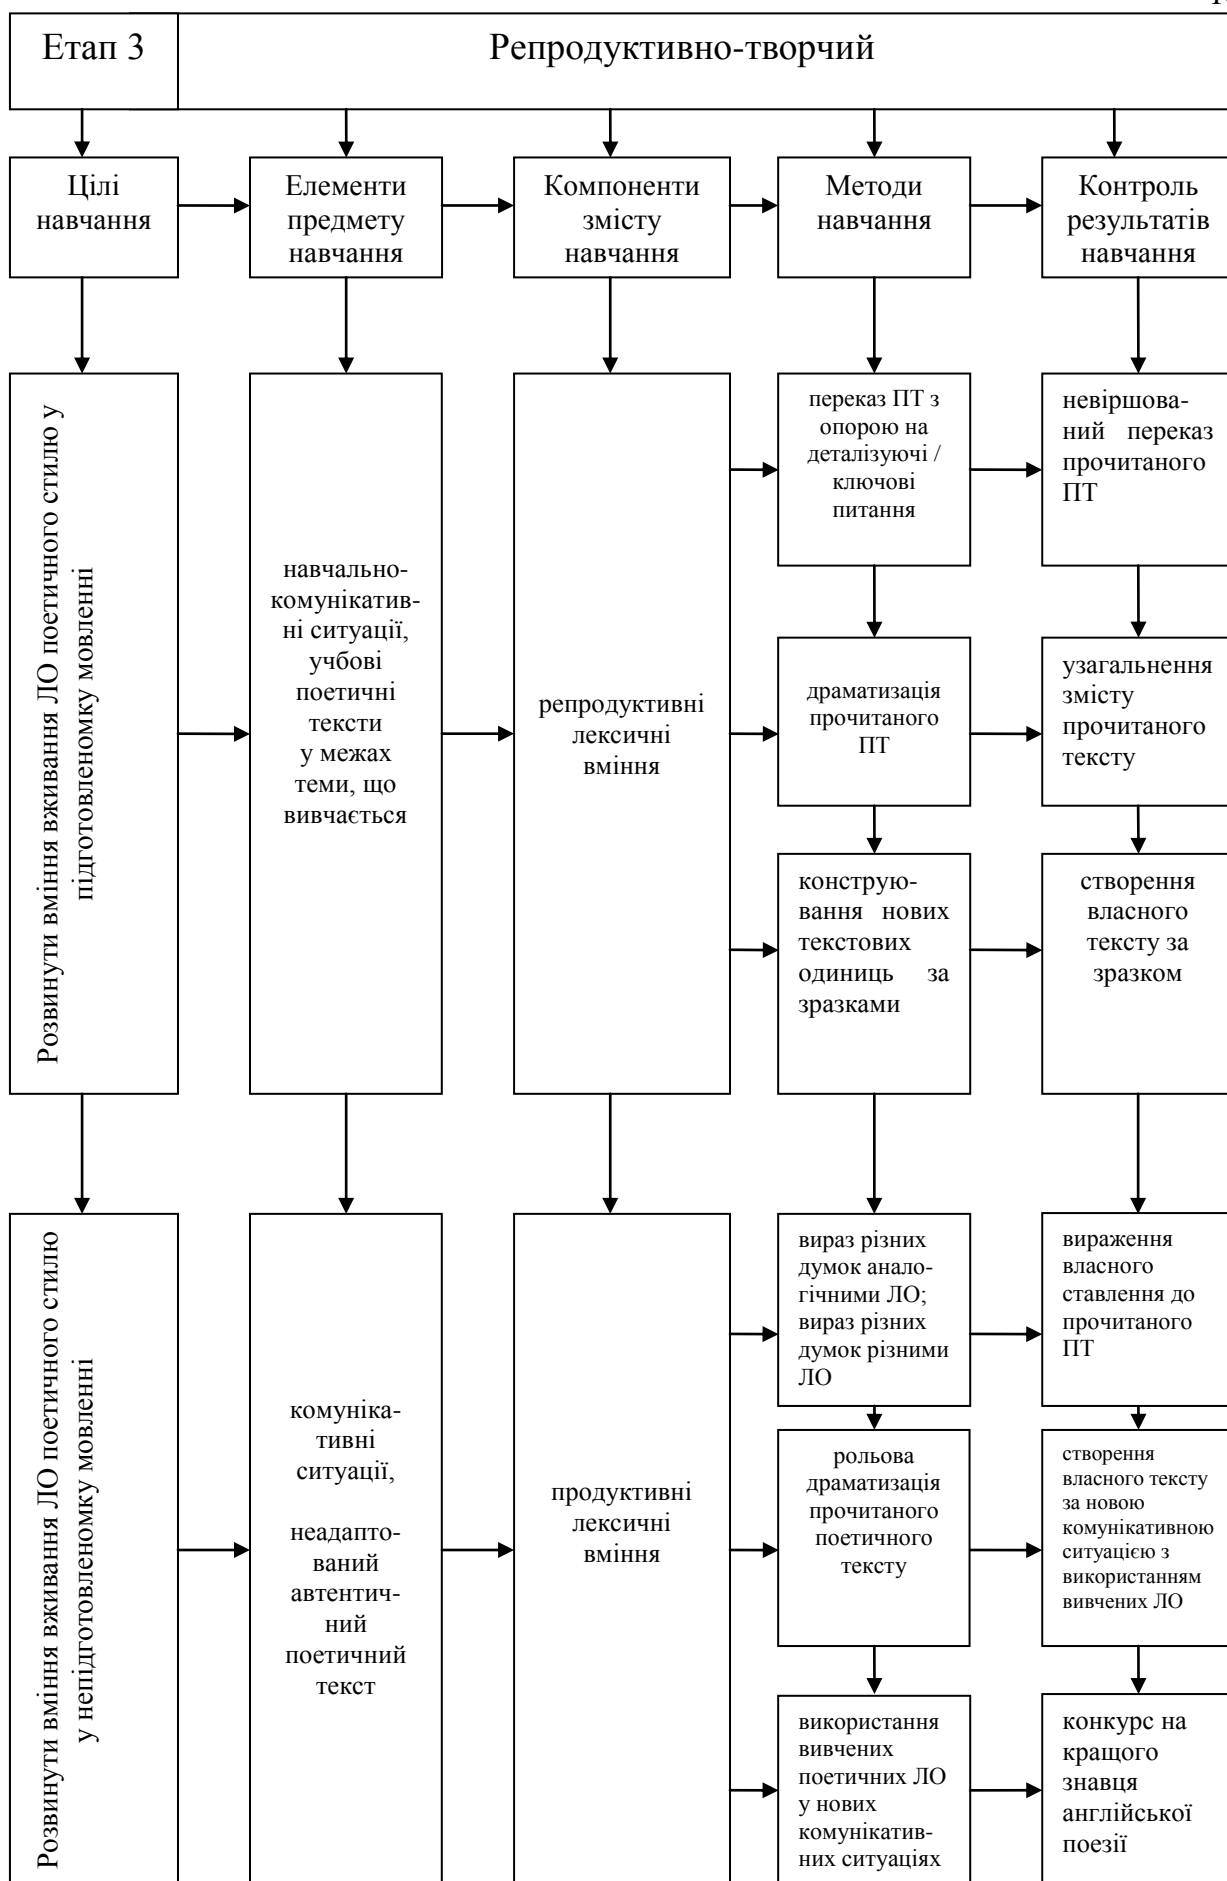 Етап 3
Репродуктивно-творчий
Цілі
навчання
Елементи
предмету
навчання
Компоненти
змісту
навчання
Методи
навчання
Контроль
результатів
навчання
Розвинути вміння вживання ЛО поетичного стилю у
підготовленомку мовленні
навчально-
комунікатив-
ні ситуації,
учбові
поетичні
тексти
у межах
теми, що
вивчається
репродуктивні
лексичні
вміння
переказ ПТ з
опорою на
деталізуючі /
ключові
питання
невіршова-
ний переказ
прочитаного
ПТ
драматизація
прочитаного
ПТ
узагальнення
змісту
прочитаного
тексту
конструю-
вання нових
текстових
одиниць за
зразками
створення
власного
тексту за
зразком
Розвинути вміння вживання ЛО поетичного стилю
у непідготовленомку мовленні
комуніка-
тивні
ситуації,
неадапто-
ваний
автентич-
ний
поетичний
текст
продуктивні
лексичні
вміння
вираз різних
думок анало-
гічними ЛО;
вираз різних
думок різними
ЛО
вираження
власного
ставлення до
прочитаного
ПТ
рольова
драматизація
прочитаного
поетичного
тексту
створення
власного тексту
за новою
комунікативною
ситуацією з
використанням
вивчених ЛО
використання
вивчених
поетичних ЛО
у нових
комунікатив-
них ситуаціях
конкурс на
кращого
знавця
англійської
поезії